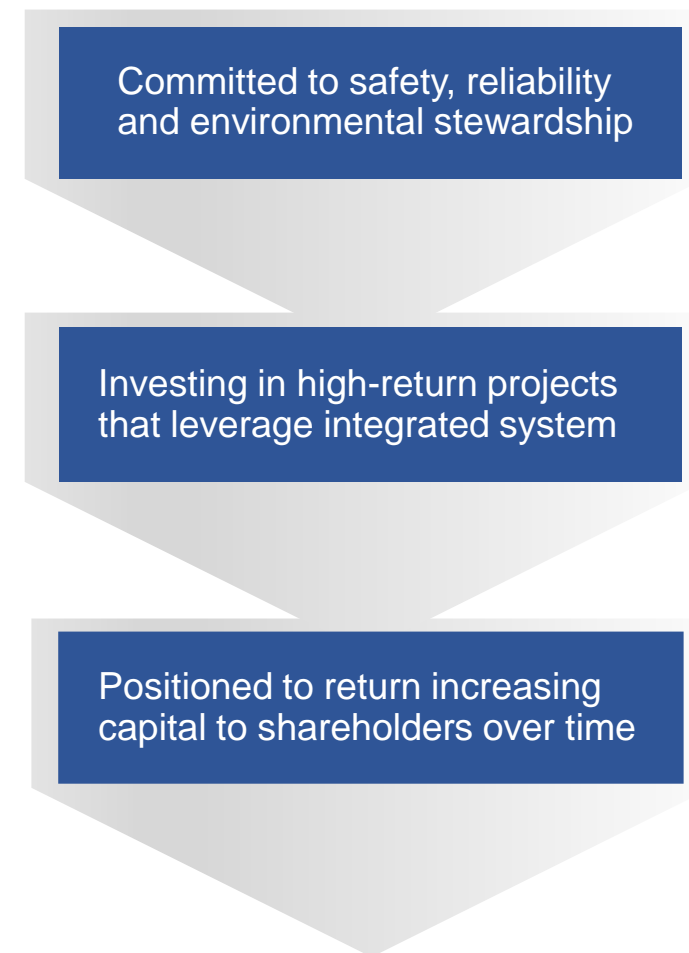 Committed to safety, reliability
and environmental stewardship
Investing in high-return projects
that leverage integrated system
Positioned to return increasing
capital to shareholders over time